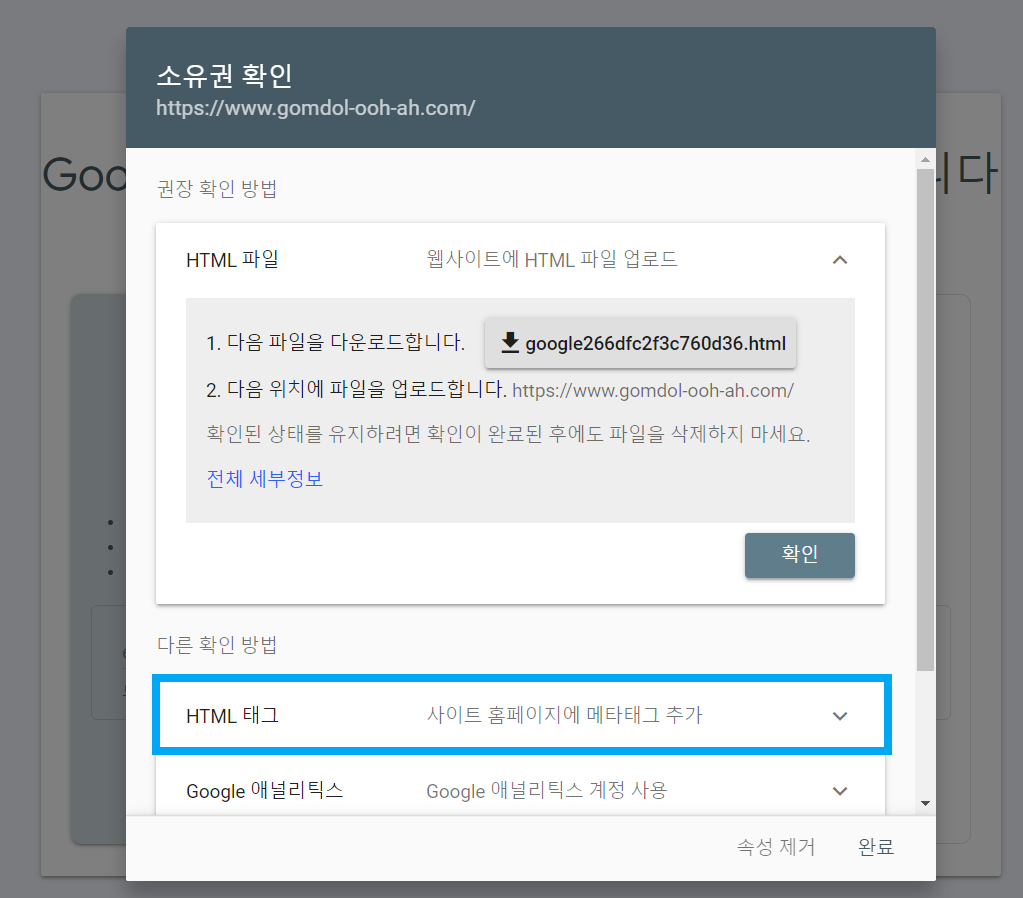 소유권 확인
https://www.gomdol-ooh-ah.com/
Goo
니다
권장 확인 방법
HTML 파일 웹사이트에 HTML 파일 업로드
1. 다음 파일을 다운로드합니다. google266dfc2f3c760d36.html
2. 다음 위치에 파일을 업로드합니다. https://www.gomdol-ooh-ah.com/
확인된 상태를 유지하려면 확인이 완료된 후에도 파일을 삭제하지 마세요.
전체 세부정보
확인
다른 확인 방법
HTML 태그 사이트 홈페이지에 메타태그 추가
Google 애널리틱스 Google 애널리틱스 계정 사용
속성 제거 완료